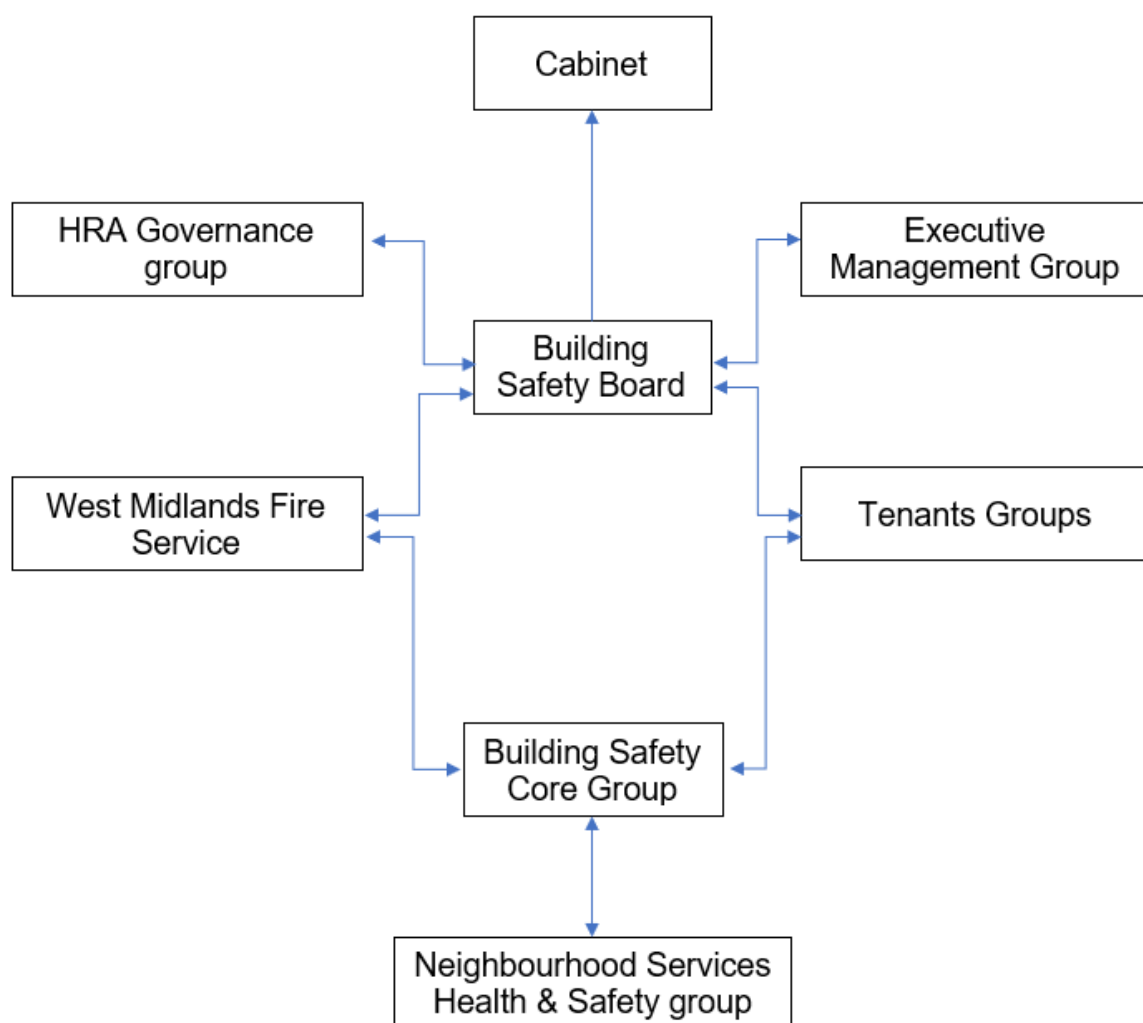 Cabinet
HRA Governance
group
Executive
Management Group
Building
Safety Board
West Midlands Fire
Service
Tenants Groups
Building Safety
Core Group
Neighbourhood Services
Health & Safety group